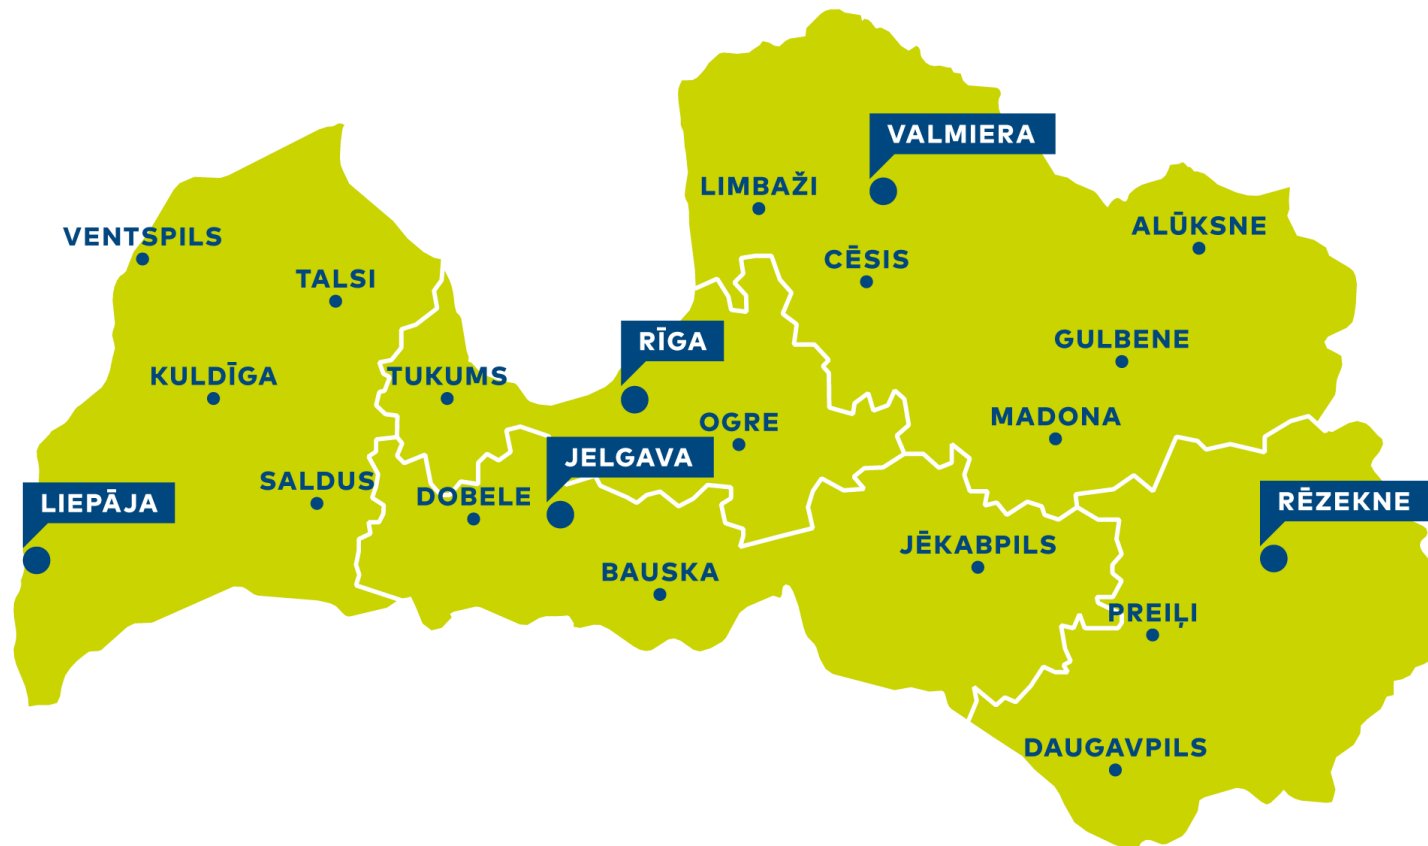 VALMIERA
LIMBAŽI
ALŪKSNE
VENTSPILS
CĒSIS
TALSI
RĪGA
GULBENE
KULDĪGA
TUKUMS
MADONA
OGRE
JELGAVA
SALDUS
DOBELE
LIEPĀJA
RĒZEKNE
JĒKABPILS
BAUSKA
PREIĻI
DAUGAVPILS